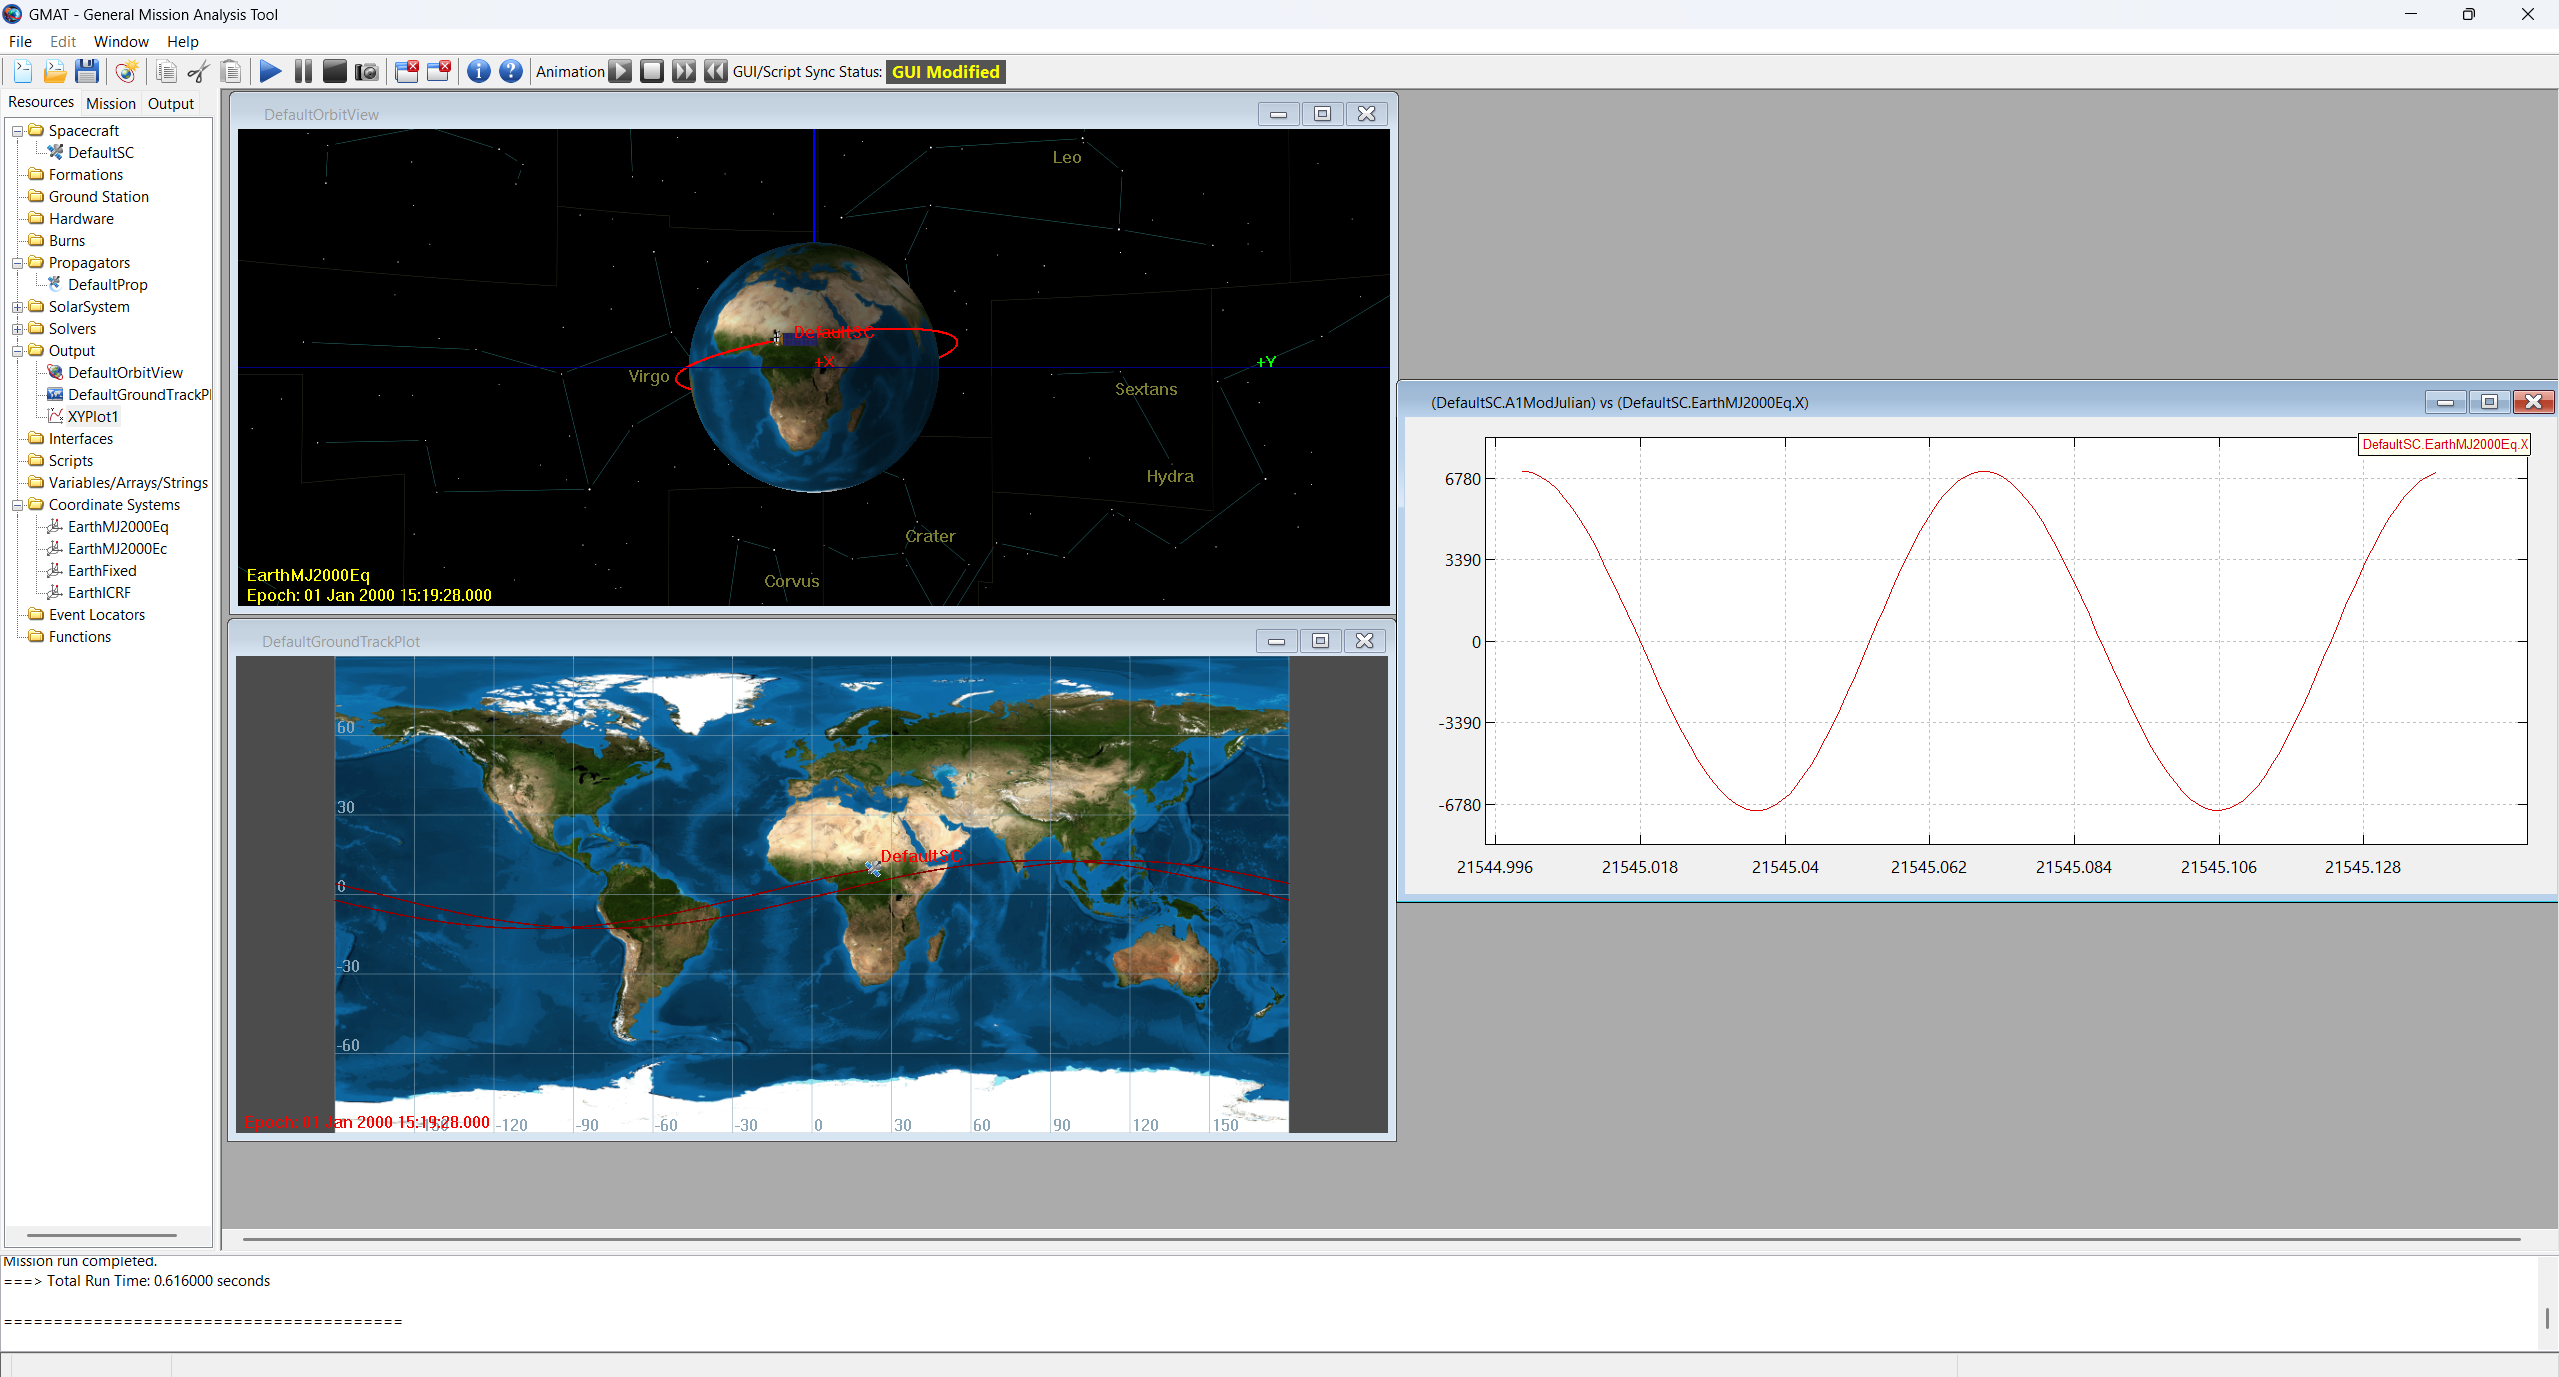 GMAT - General Mission Analysis Tool
File Edit Window Help
Animation GUI/Script Sync Status: GUI Modified
Resources Mission Output
Spacecraft
DefaultSC
Formations
Ground Station
Hardware
Burns
Propagators
DefaultProp
SolarSystem
Solvers
Output
DefaultOrbitView
DefaultGroundTrackPl
XYPlot1
Interfaces
Scripts
Variables/Arrays/Strings
Coordinate Systems
EarthMJ2000Eq
EarthMJ2000Ec
EarthFixed
EarthICRF
Event Locators
Functions
DefaultOrbitView
Leo
DefaultSC
+X
+Y
Virgo
Sextans
Hydra
Crater
Corvus
EarthMJ2000Eq
Epoch: 01 Jan 2000 15:19:28.000
DefaultGroundTrackPlot
60
30
0
-30
-60
DefaultSC
Epoch: 01 Jan 2000 15:19:28.000
-150 -120 -90 -60 -30 0 30 60 90 120 150
(DefaultSC.A1ModJulian) vs (DefaultSC.EarthMJ2000Eq.X)
DefaultSC.EarthMJ2000Eq.X
6780
3390
0
-3390
-6780
21544.996 21545.018 21545.04 21545.062 21545.084 21545.106 21545.128
Mission run completed.
===> Total Run Time: 0.616000 seconds
========================================